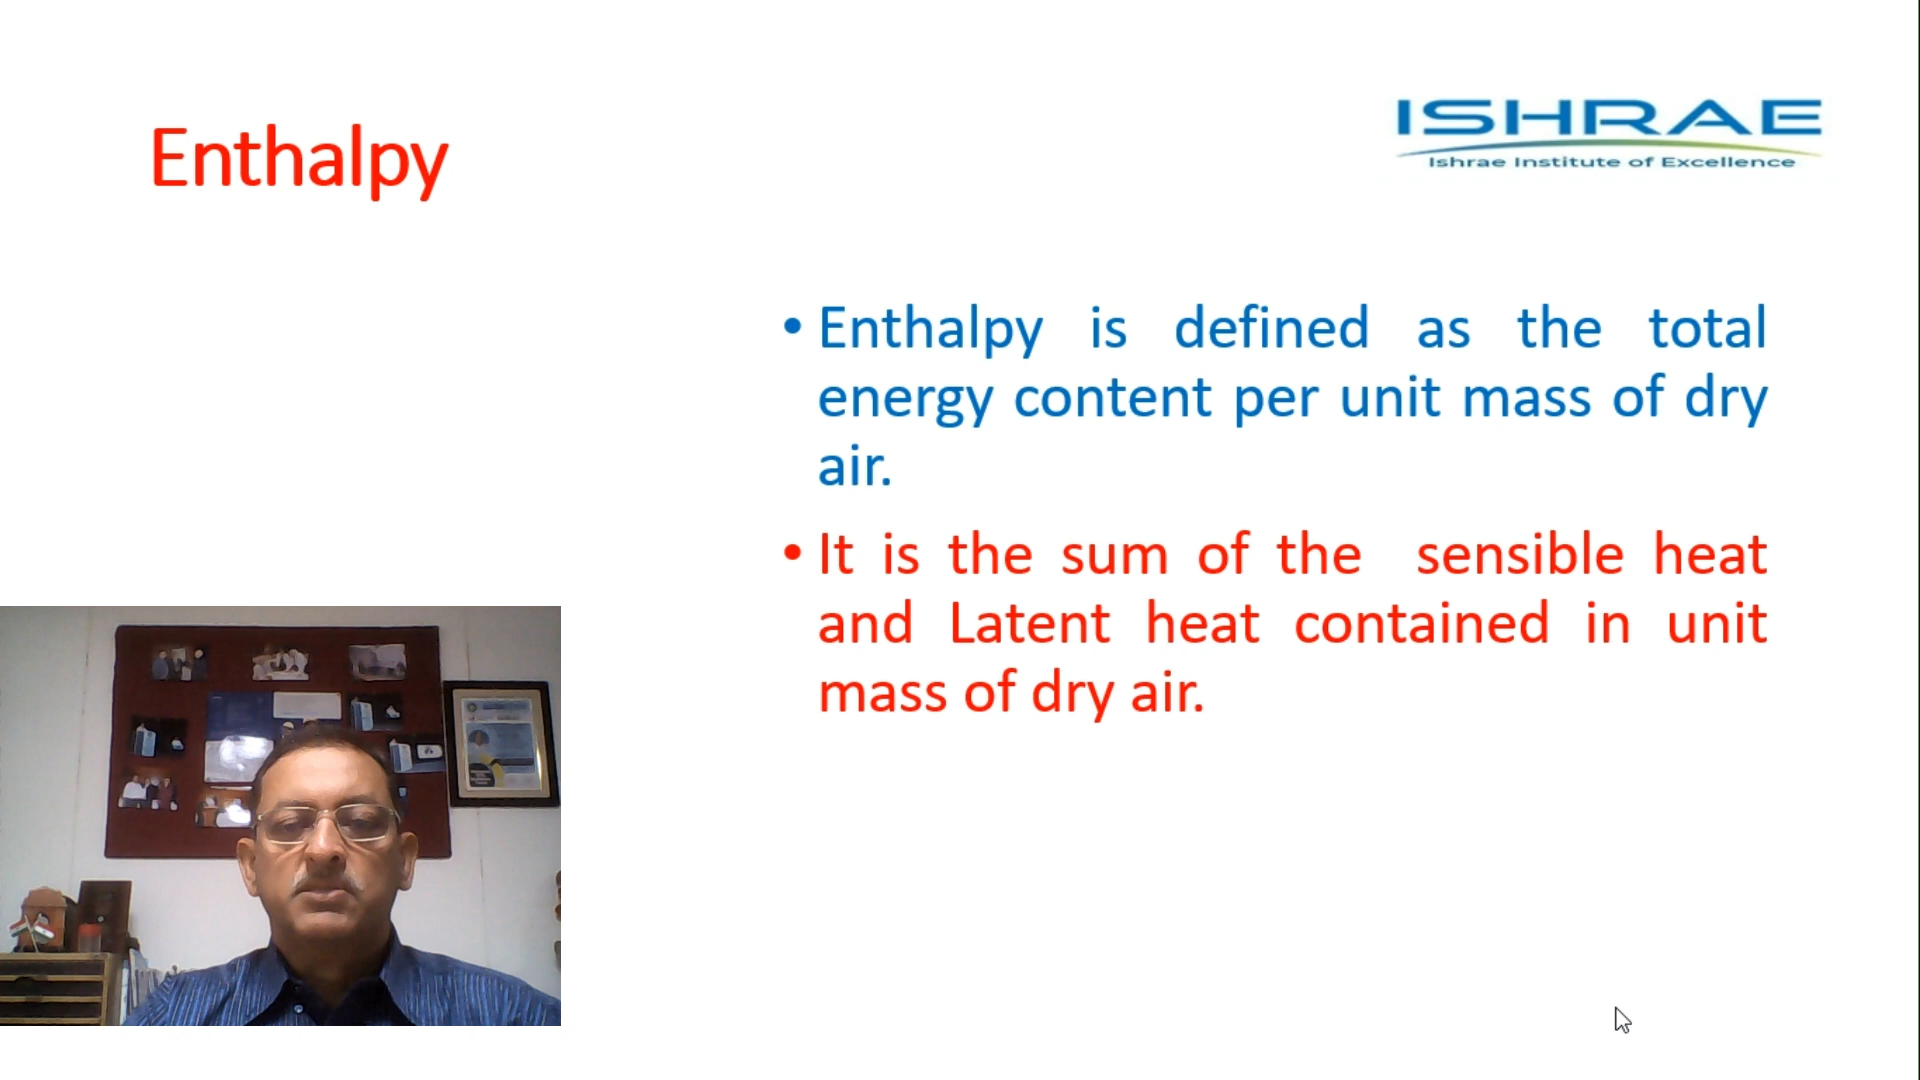 Enthalpy
ISHRAE
Ishrae Institute of Excellence
• Enthalpy is defined as the total
energy content per unit mass of dry
air.
• It is the sum of the sensible heat
and Latent heat contained in unit
mass of dry air.